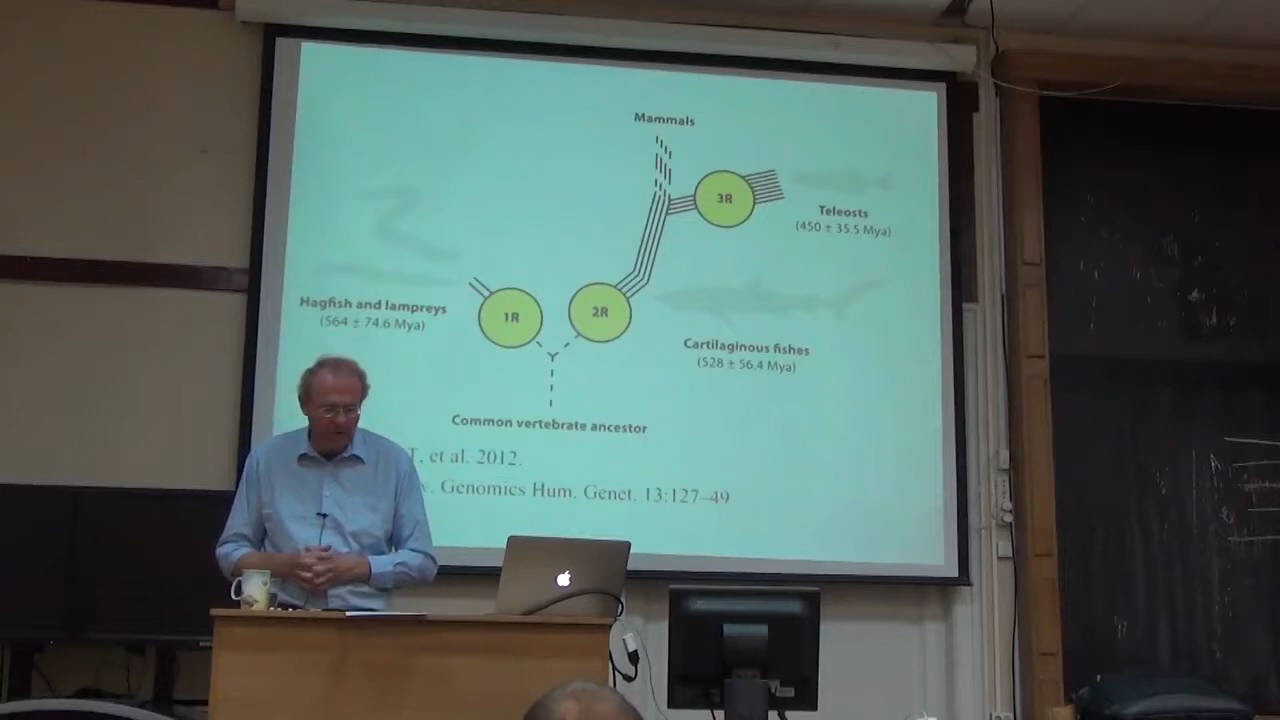 Mammals
3R
Teleosts
(450 ± 35.5 Mya)
Hagfish and lampreys
(564 ± 74.6 Mya)
1R
2R
Cartilaginous fishes
(528 ± 56.4 Mya)
Common vertebrate ancestor
T, et al. 2012.
v. Genomics Hum. Genet. 13:127–49